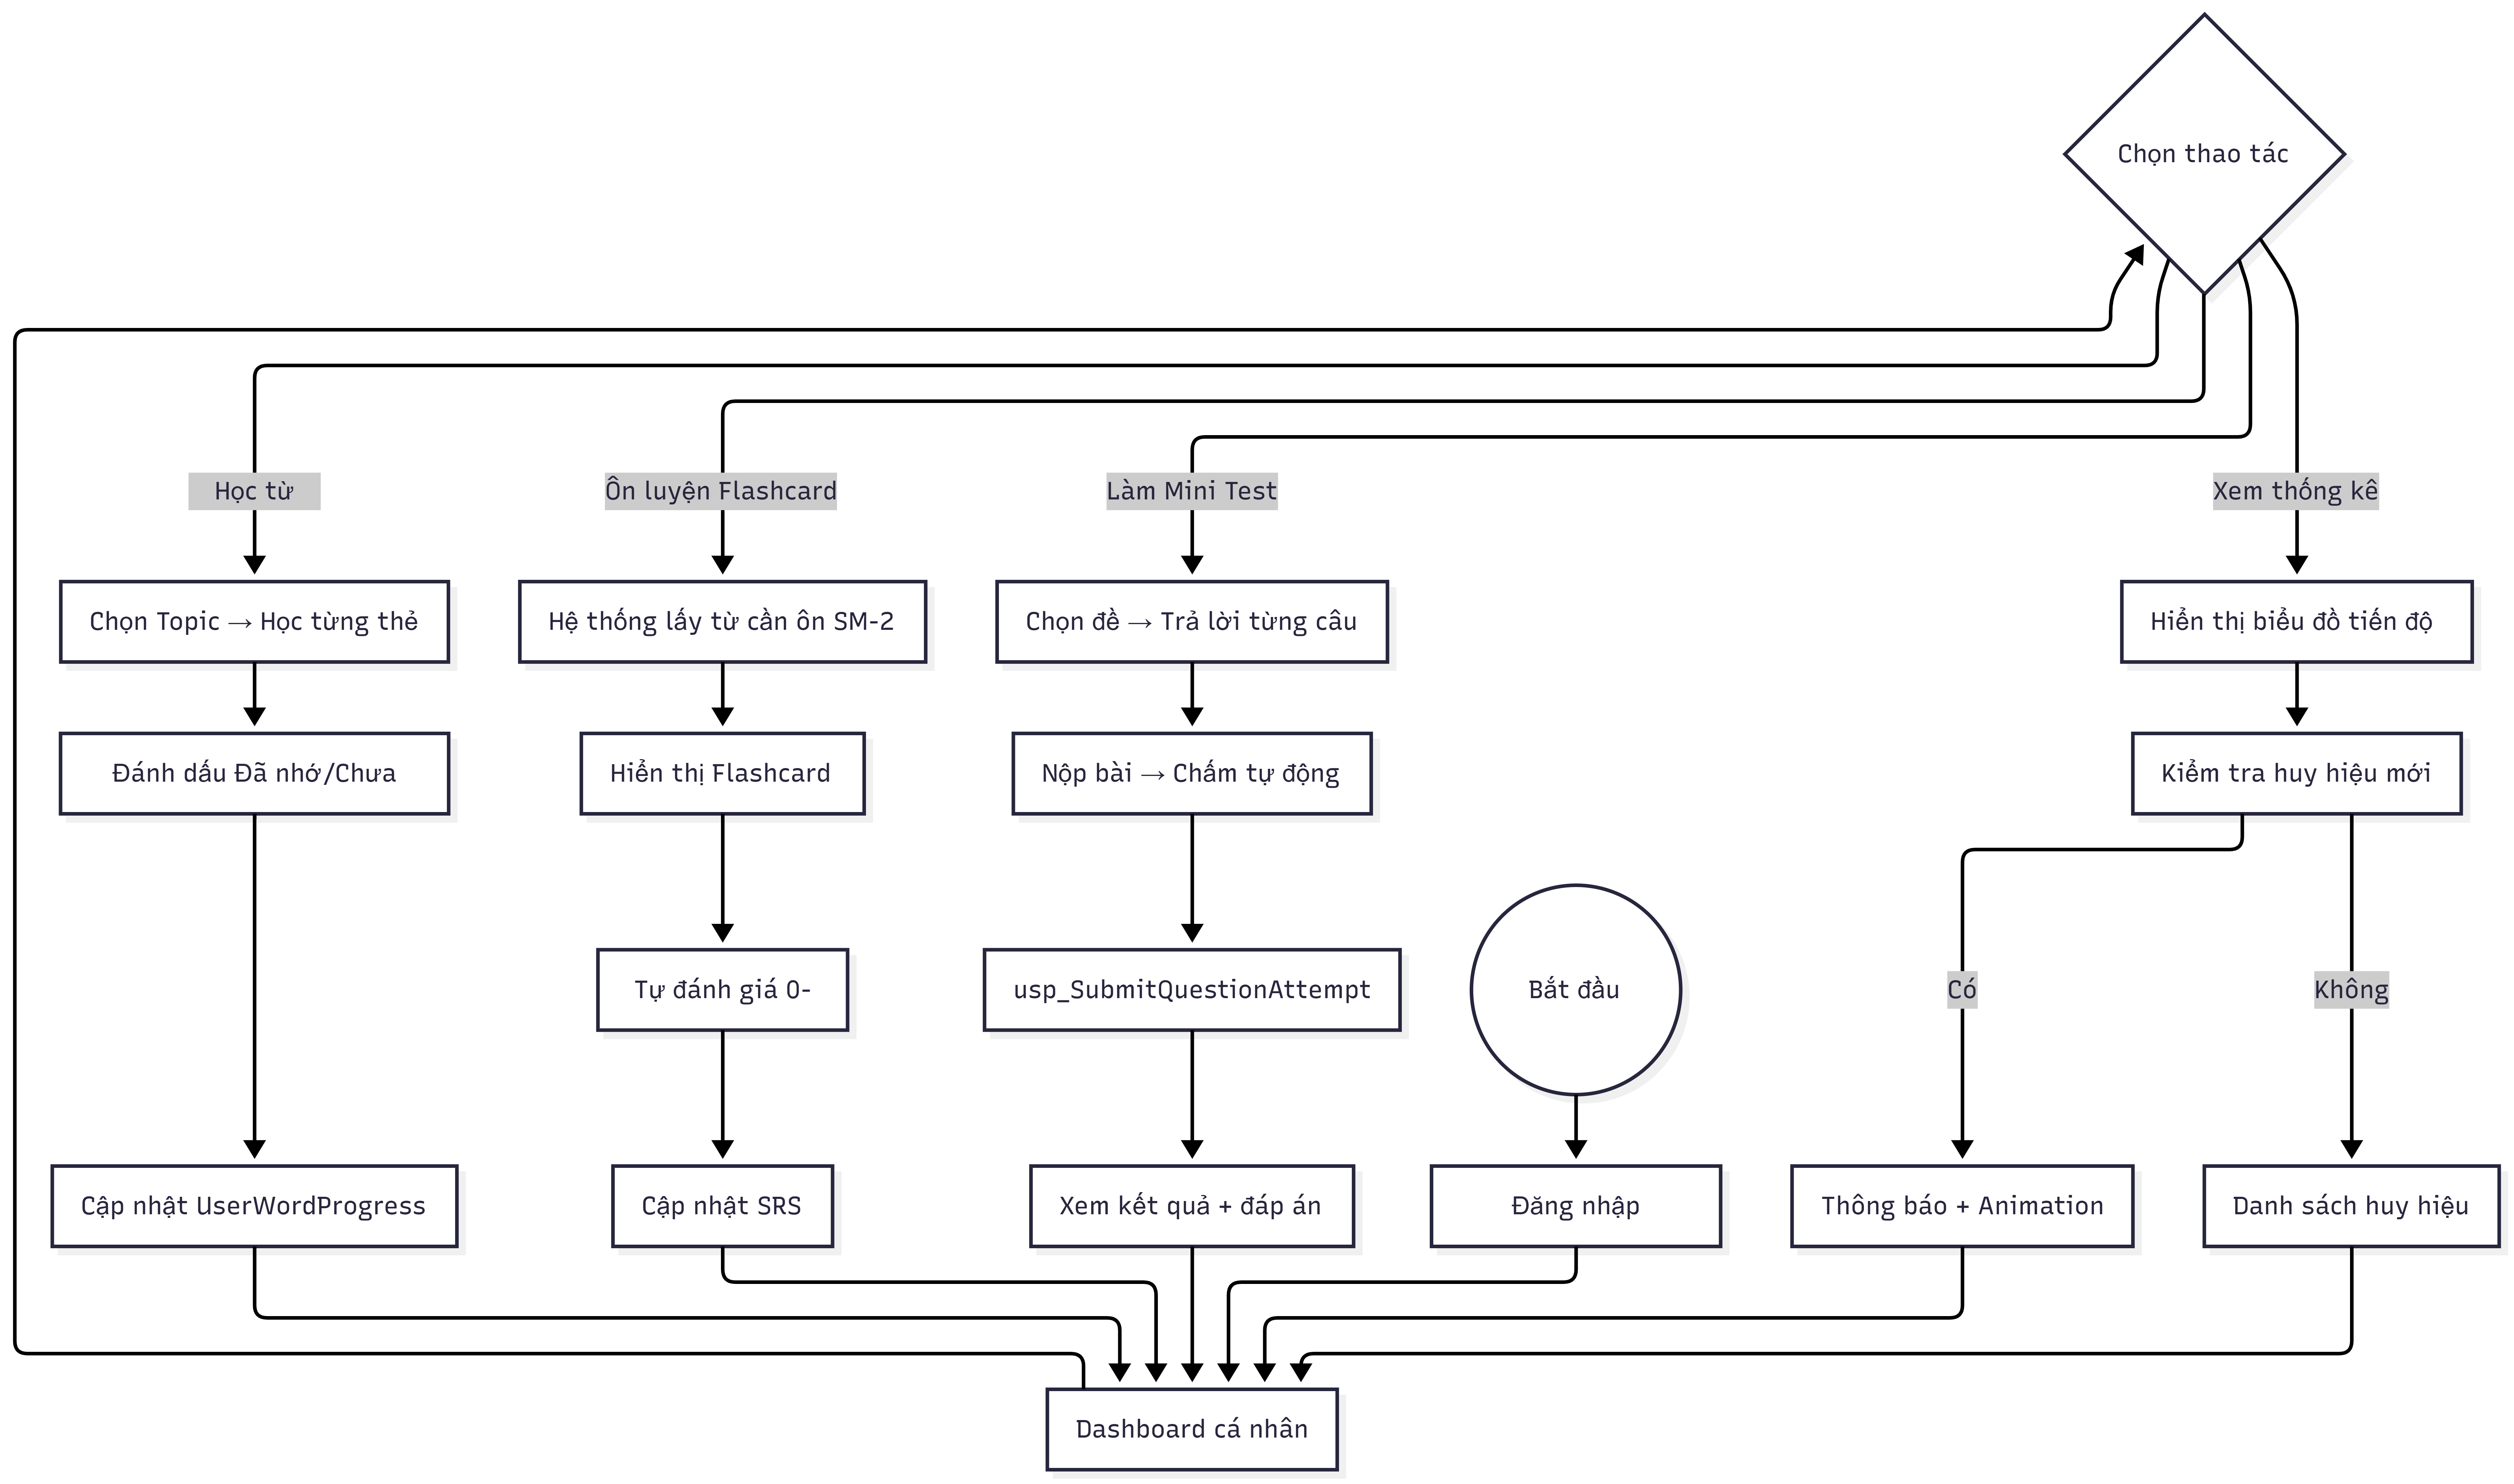 Chọn thao tác
Học từ
Ôn luyện Flashcard
Làm Mini Test
Xem thống kê
Chọn Topic → Học từng thẻ
Hệ thống lấy từ cần ôn SM-2
Chọn đề → Trả lời từng câu
Hiển thị biểu đồ tiến độ
Đánh dấu Đã nhớ/Chưa
Hiển thị Flashcard
Nộp bài → Chấm tự động
Kiểm tra huy hiệu mới
Tự đánh giá 0-
usp_SubmitQuestionAttempt
Bắt đầu
Có
Không
Cập nhật UserWordProgress
Cập nhật SRS
Xem kết quả + đáp án
Đăng nhập
Thông báo + Animation
Danh sách huy hiệu
Dashboard cá nhân